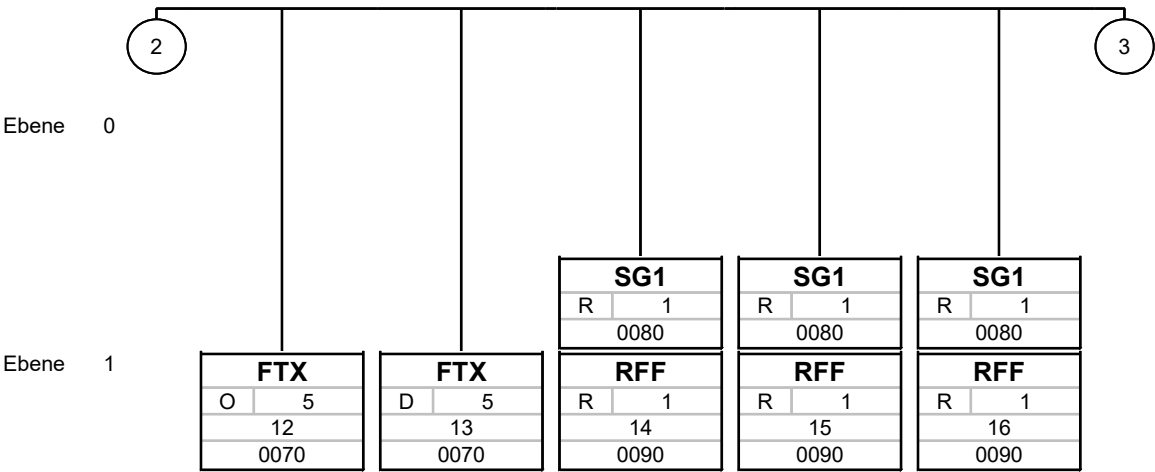 2 3
Ebene 0
SG1 SG1 SG1
R 1 R 1 R 1
0080 0080 0080
Ebene 1 FTX FTX RFF RFF RFF
O 5 D 5 R 1 R 1 R 1
12 13 14 15 16
0070 0070 0090 0090 0090